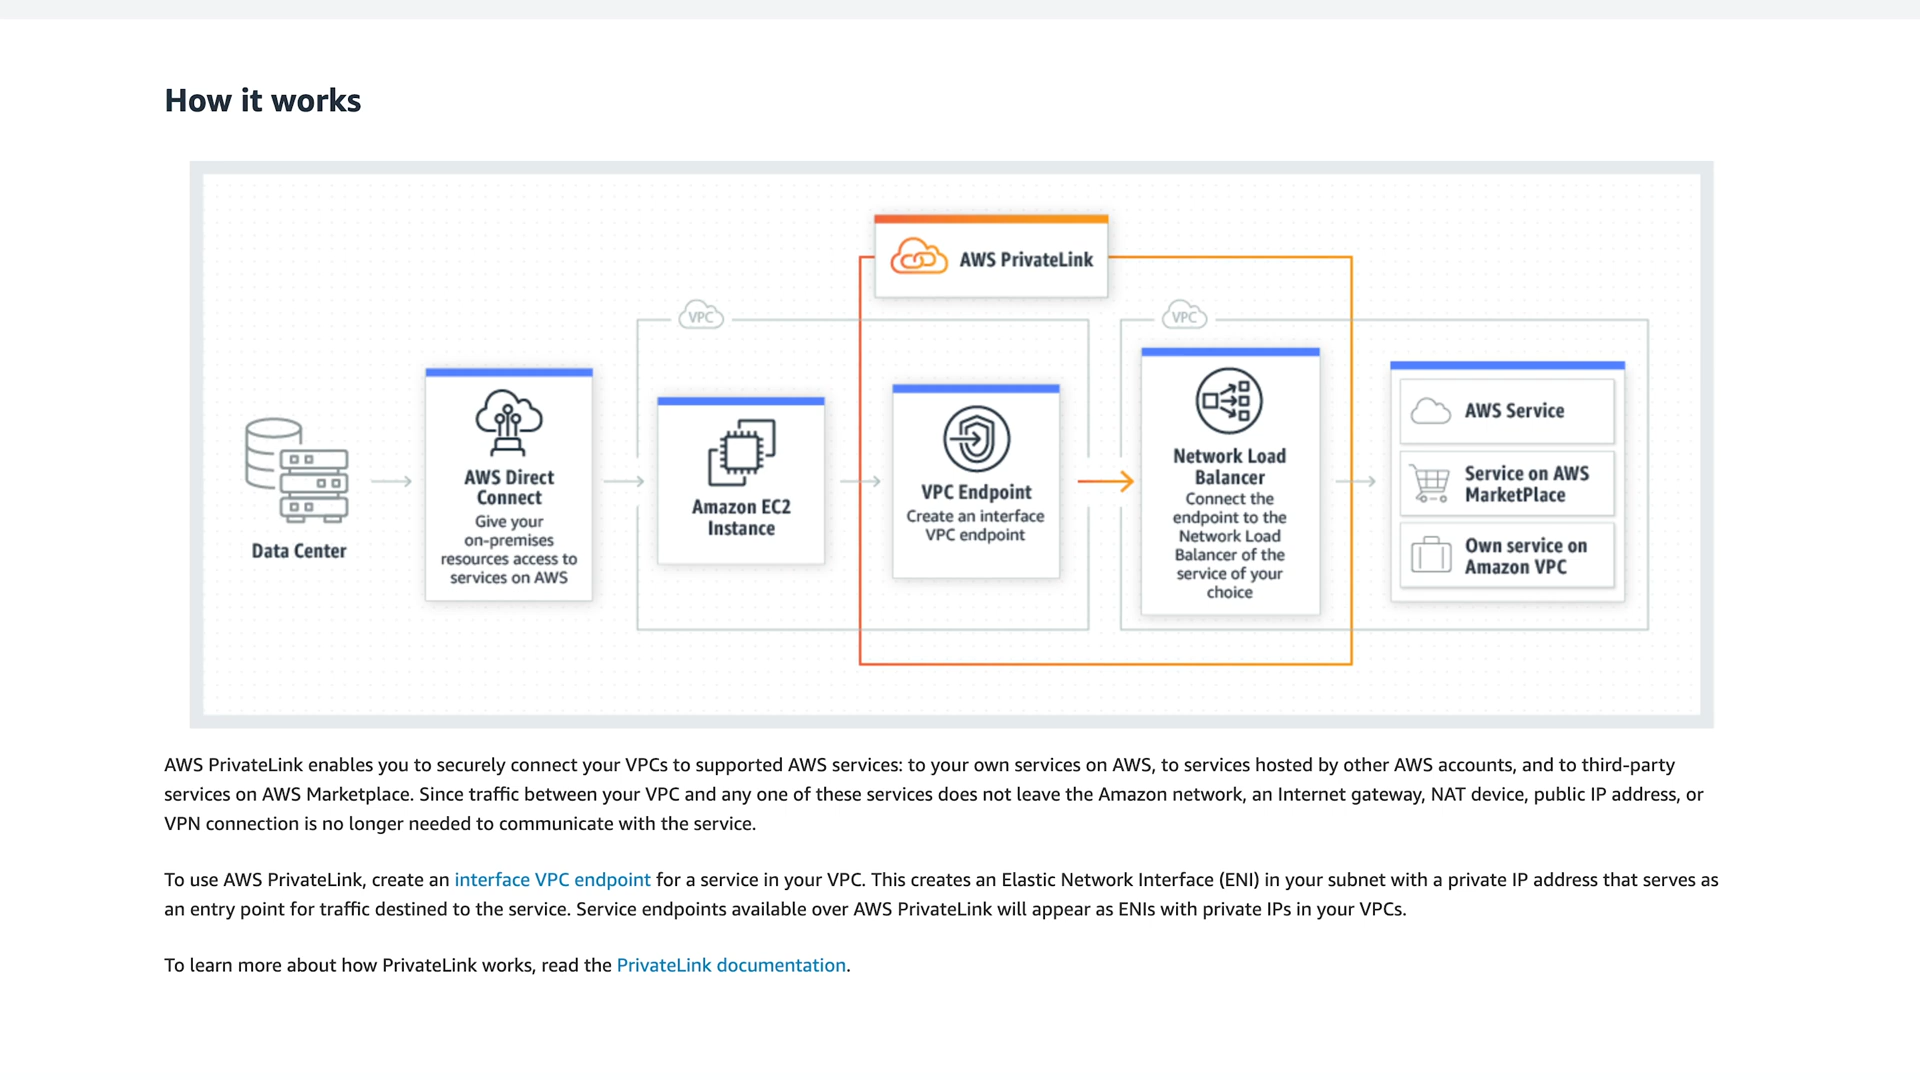 How it works
AWS PrivateLink
VPC
VPC
Data Center
AWS Direct
Connect
Give your
on-premises
resources access to
services on AWS
Amazon EC2
Instance
VPC Endpoint
Create an interface
VPC endpoint
Network Load
Balancer
Connect the
endpoint to the
Network Load
Balancer of the
service of your
choice
AWS Service
Service on AWS
MarketPlace
Own service on
Amazon VPC
AWS PrivateLink enables you to securely connect your VPCs to supported AWS services: to your own services on AWS, to services hosted by other AWS accounts, and to third-party
services on AWS Marketplace. Since traffic between your VPC and any one of these services does not leave the Amazon network, an Internet gateway, NAT device, public IP address, or
VPN connection is no longer needed to communicate with the service.
To use AWS PrivateLink, create an interface VPC endpoint for a service in your VPC. This creates an Elastic Network Interface (ENI) in your subnet with a private IP address that serves as
an entry point for traffic destined to the service. Service endpoints available over AWS PrivateLink will appear as ENIs with private IPs in your VPCs.
To learn more about how PrivateLink works, read the PrivateLink documentation.